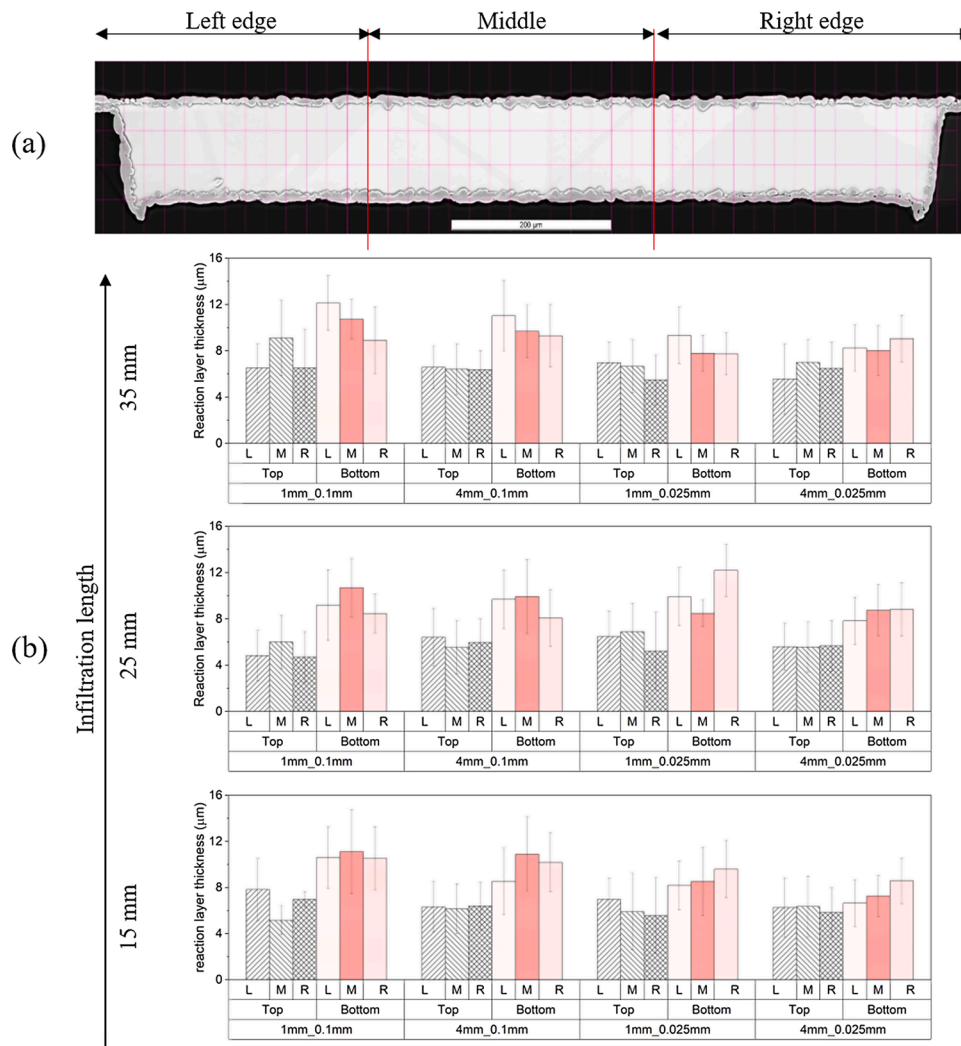 Left edge Middle Right edge
(a)
200 μm
Infiltration length
(b)
35 mm
Reaction layer thickness (μm)
16
12
8
4
0
L M R L M R L M R L M R L M R L M R L M R L M R
Top Bottom Top Bottom Top Bottom Top Bottom
1mm_0.1mm 4mm_0.1mm 1mm_0.025mm 4mm_0.025mm
25 mm
Reaction layer thickness (μm)
16
12
8
4
0
L M R L M R L M R L M R L M R L M R L M R L M R
Top Bottom Top Bottom Top Bottom Top Bottom
1mm_0.1mm 4mm_0.1mm 1mm_0.025mm 4mm_0.025mm
15 mm
reaction layer thickness (μm)
16
12
8
4
0
L M R L M R L M R L M R L M R L M R L M R L M R
Top Bottom Top Bottom Top Bottom Top Bottom
1mm_0.1mm 4mm_0.1mm 1mm_0.025mm 4mm_0.025mm